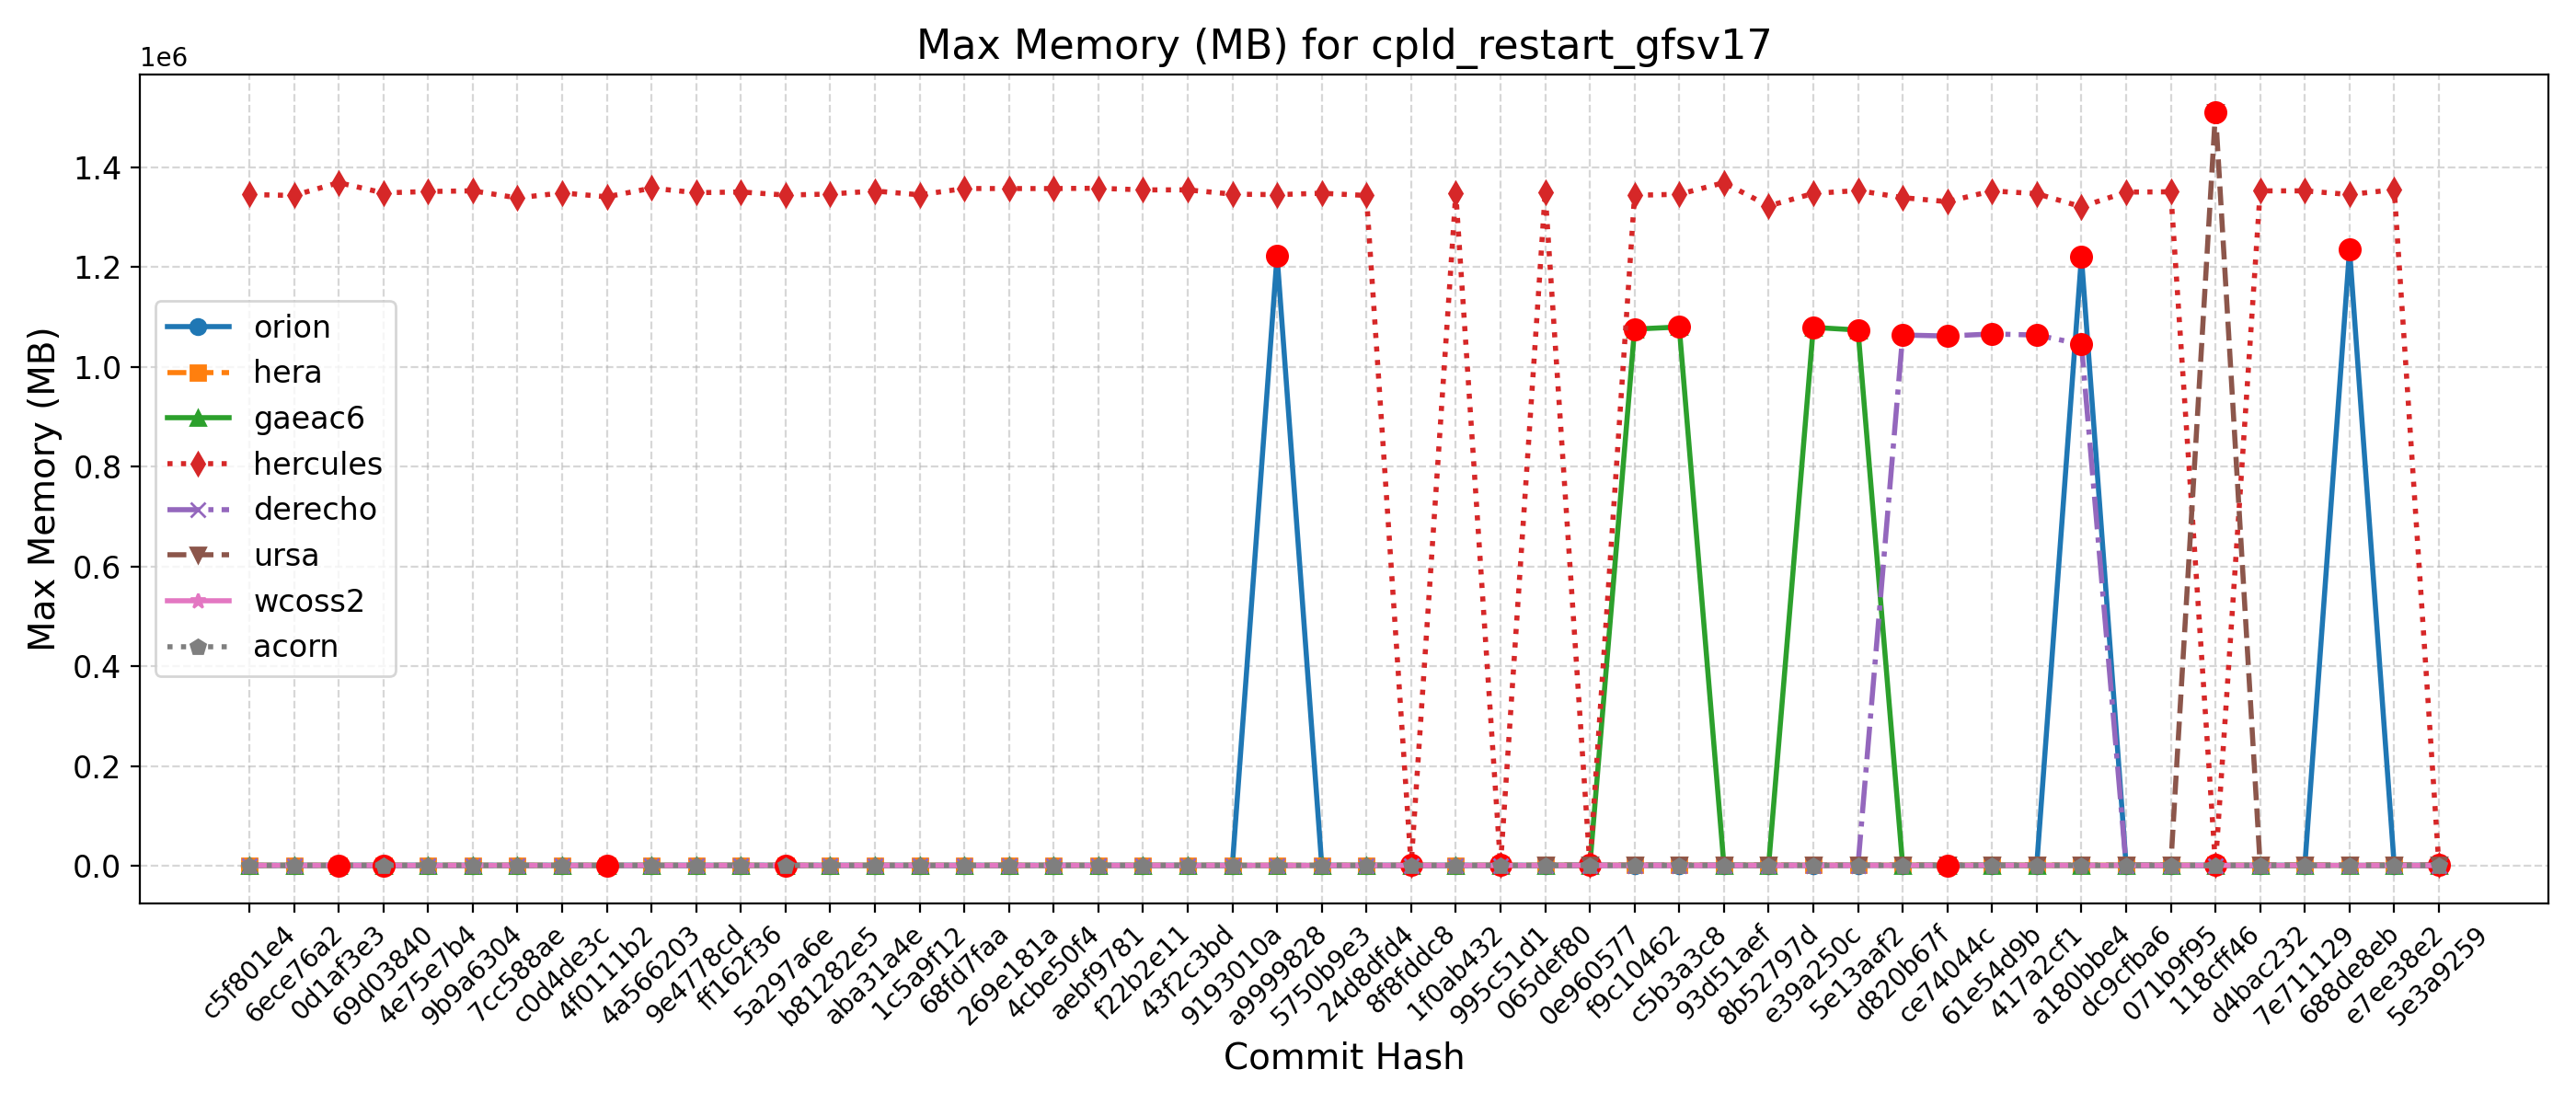 Max Memory (MB) for cpld_restart_gfsv17
1e6
1.4
1.2
1.0
0.8
0.6
0.4
0.2
0.0
Max Memory (MB)
orion
hera
gaeac6
hercules
derecho
ursa
wcoss2
acorn
c5f801e4
6ece76a2
0d1af3e3
69d03840
4e75e7b4
9b9a6304
7cc588ae
c0d4de3c
4f0111b2
4a566203
9e4778cd
ff162f36
5a297a6e
b81282e5
aba31a4e
1c5a9f12
68fd7faa
269e181a
4cbe50f4
aebf9781
f22b2e11
43f2c3bd
9193010a
a9999828
5750b9e3
24d8dfd4
8f8fddc8
1f0ab432
995c51d1
065def80
0e960577
f9c10462
c5b3a3c8
93d51aef
8b52797d
e39a250c
5e13aaf2
d820b67f
ce74044c
61e54d9b
417a2cf1
a180bbe4
dc9cfba6
071b9f95
118cff46
d4bac232
7e711129
688de8eb
e7ee38e2
5e3a9259
Commit Hash